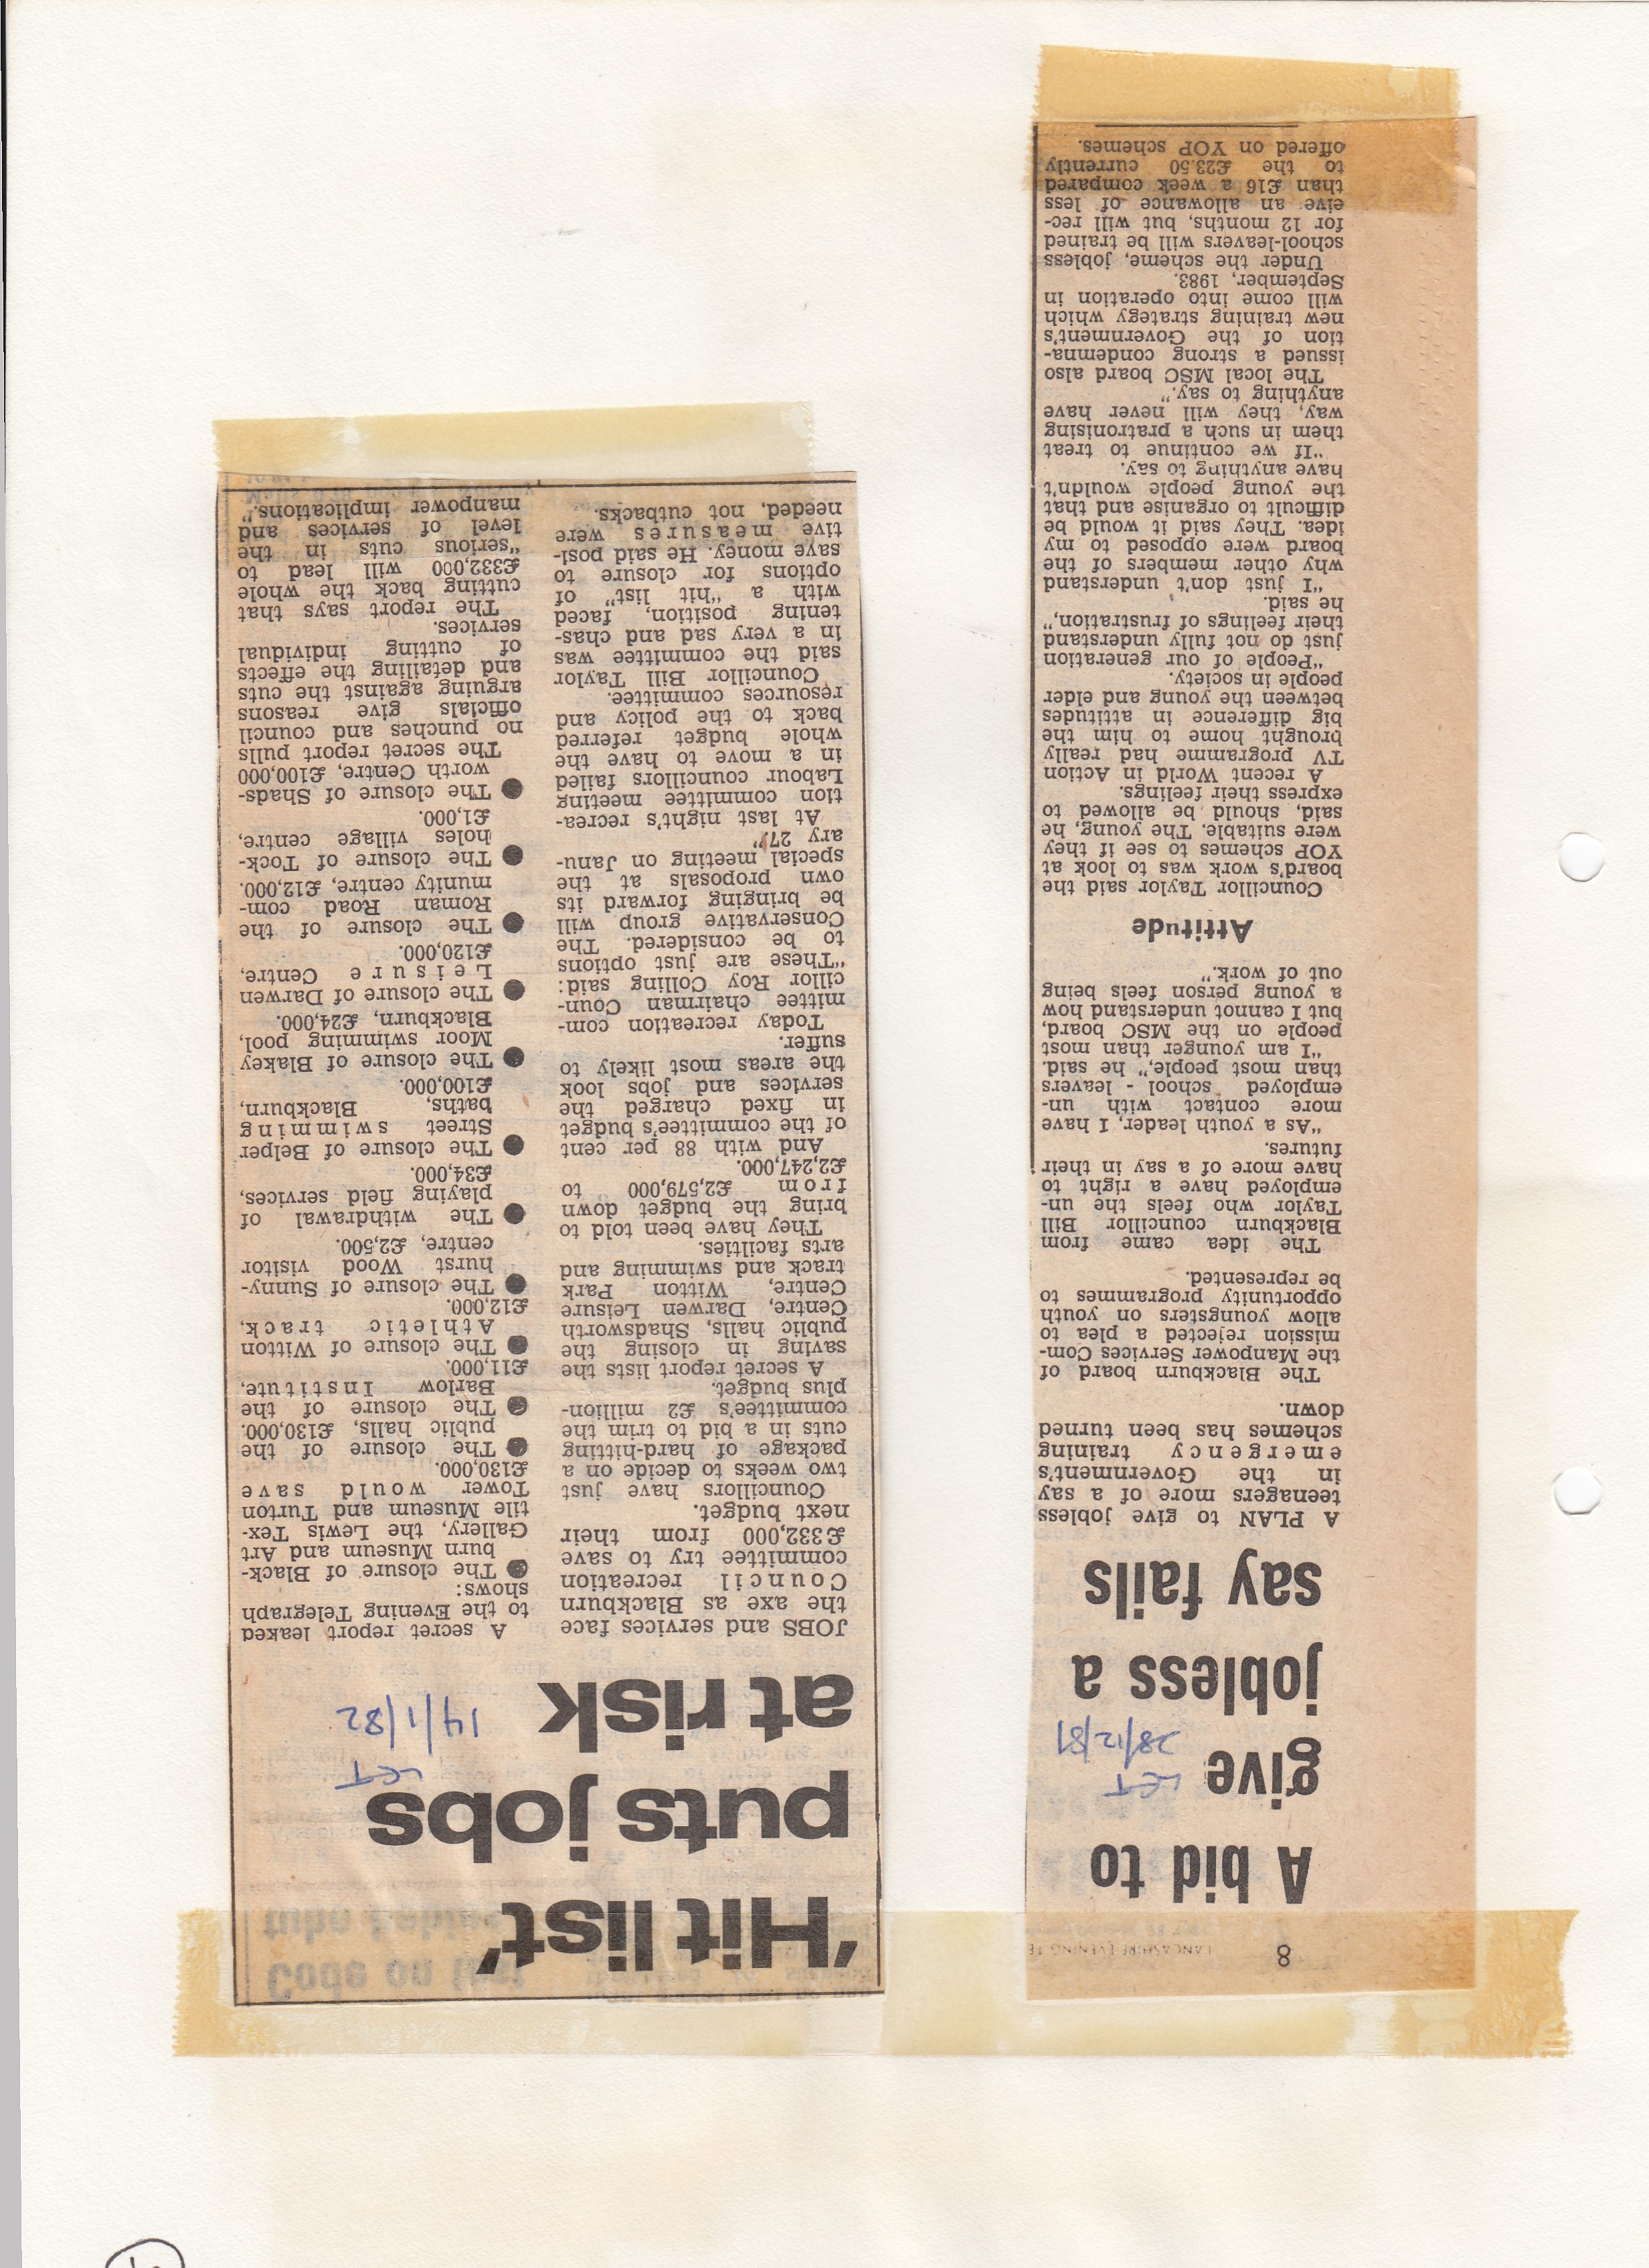 8
LANCASHIRE EVENING TE
A bid to
give
LET
28/12/81
jobless a
say fails
A PLAN to give jobless
teenagers more of a say
in the Government's
emergency training
schemes has been turned
down.
The Blackburn board of
the Manpower Services Com-
mission rejected a plea to
allow youngsters on youth
opportunity programmes to
be represented.
The idea came from
Blackburn councillor Bill
Taylor who feels the un-
employed have a right to
have more of a say in their
futures.
"As a youth leader, I have
more contact with un-
employed school - leavers
than most people," he said.
"I am younger than most
people on the MSC board,
but I cannot understand how
a young person feels being
out of work."
Attitude
Councillor Taylor said the
board's work was to look at
YOP schemes to see if they
were suitable. The young, he
said, should be allowed to
express their feelings.
A recent World in Action
TV programme had really
brought home to him the
big difference in attitudes
between the young and elder
people in society.
"People of our generation
just do not fully understand
their feelings of frustration,"
he said.
"I just don't understand
why other members of the
board were opposed to my
idea. They said it would be
difficult to organise and that
the young people wouldn't
have anything to say.
"If we continue to treat
them in such a pratronising
way, they will never have
anything to say."
The local MSC board also
issued a strong condemna-
tion of the Government's
new training strategy which
will come into operation in
September, 1983.
Under the scheme, jobless
school-leavers will be trained
for 12 months, but will rec-
eive an allowance of less
than £16 a week compared
to the £23.50 currently
offered on YOP schemes.
'Hit list'
puts jobs
at risk
LET
14/1/82
JOBS and services face
the axe as Blackburn
Council recreation
committee try to save
£332,000 from their
next budget.
Councillors have just
two weeks to decide on a
package of hard-hitting
cuts in a bid to trim the
committee's £2 million-
plus budget.
A secret report lists the
saving in closing the
public halls, Shadsworth
Centre, Darwen Leisure
Centre, Witton Park
track and swimming and
arts facilities.
They have been told to
bring the budget down
from £2,579,000 to
£2,247,000.
And with 88 per cent
of the committee's budget
in fixed charged the
services and jobs look
the areas most likely to
suffer.
Today recreation com-
mittee chairman Coun-
cillor Roy Colling said:
"These are just options
to be considered. The
Conservative group will
be bringing forward its
own proposals at the
special meeting on Janu-
ary 27."
At last night's recrea-
tion committee meeting
Labour councillors failed
in a move to have the
whole budget referred
back to the policy and
resources committee.
Councillor Bill Taylor
said the committee was
in a very sad and chas-
tening position, faced
with a "hit list" of
options for closure to
save money. He said posi-
tive measures were
needed, not cutbacks.
A secret report leaked
to the Evening Telegraph
shows:
● The closure of Black-
burn Museum and Art
Gallery, the Lewis Tex-
tile Museum and Turton
Tower would save
£130,000.
● The closure of the
public halls, £130,000.
● The closure of the
Barlow Institute,
£11,000.
● The closure of Witton
Athletic track,
£12,000.
● The closure of Sunny-
hurst Wood visitor
centre, £2,500.
● The withdrawal of
playing field services,
£34,000.
● The closure of Belper
Street swimming
baths, Blackburn,
£100,000.
● The closure of Blakey
Moor swimming pool,
Blackburn, £24,000.
● The closure of Darwen
Leisure Centre,
£120,000.
● The closure of the
Roman Road com-
munity centre, £12,000.
● The closure of Tock-
holes village centre,
£1,000.
● The closure of Shads-
worth Centre, £100,000
The secret report pulls
no punches and council
officials give reasons
arguing against the cuts
and detailing the effects
of cutting individual
services.
The report says that
cutting back the whole
£332,000 will lead to
"serious cuts in the
level of services and
manpower implications."